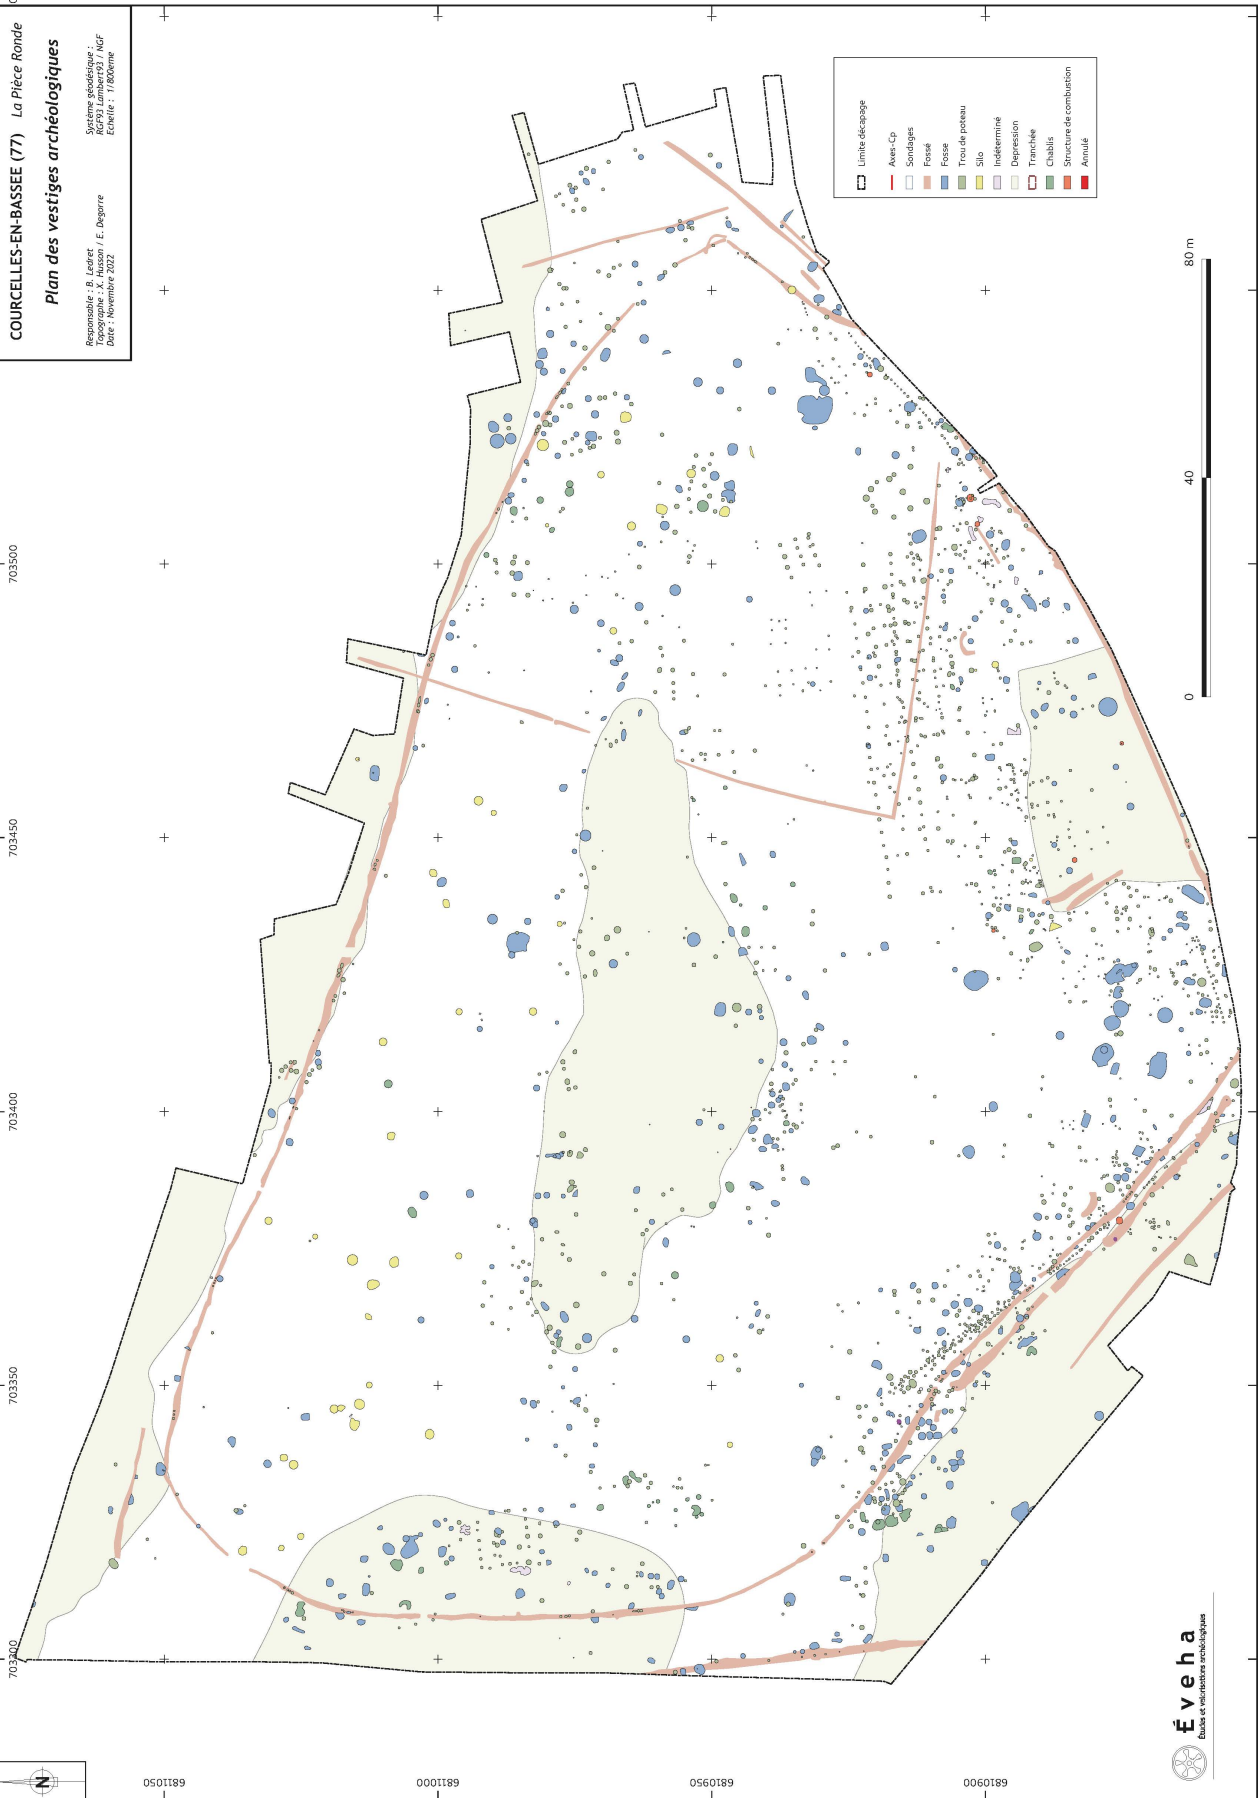 COURCELLES-EN-BASSEE (77) La Pièce Ronde
Plan des vestiges archéologiques
Responsable : B. Ledret
Topographe : X. Husson / E. Degorre
Date : Novembre 2022
Système géodésique :
RGF93 Lambert93 / NGF
Echelle : 1/800eme
Limite décapage
Axes-Cp
Sondages
Fossé
Fosse
Trou de poteau
Silo
Indéterminé
Depression
Tranchée
Chablis
Structure de combustion
Annulé
0 40 80 m
703300
703350
703400
703450
703500
6811050
6811000
6810950
6810900
N
Éveha
Études et valorisations archéologiques